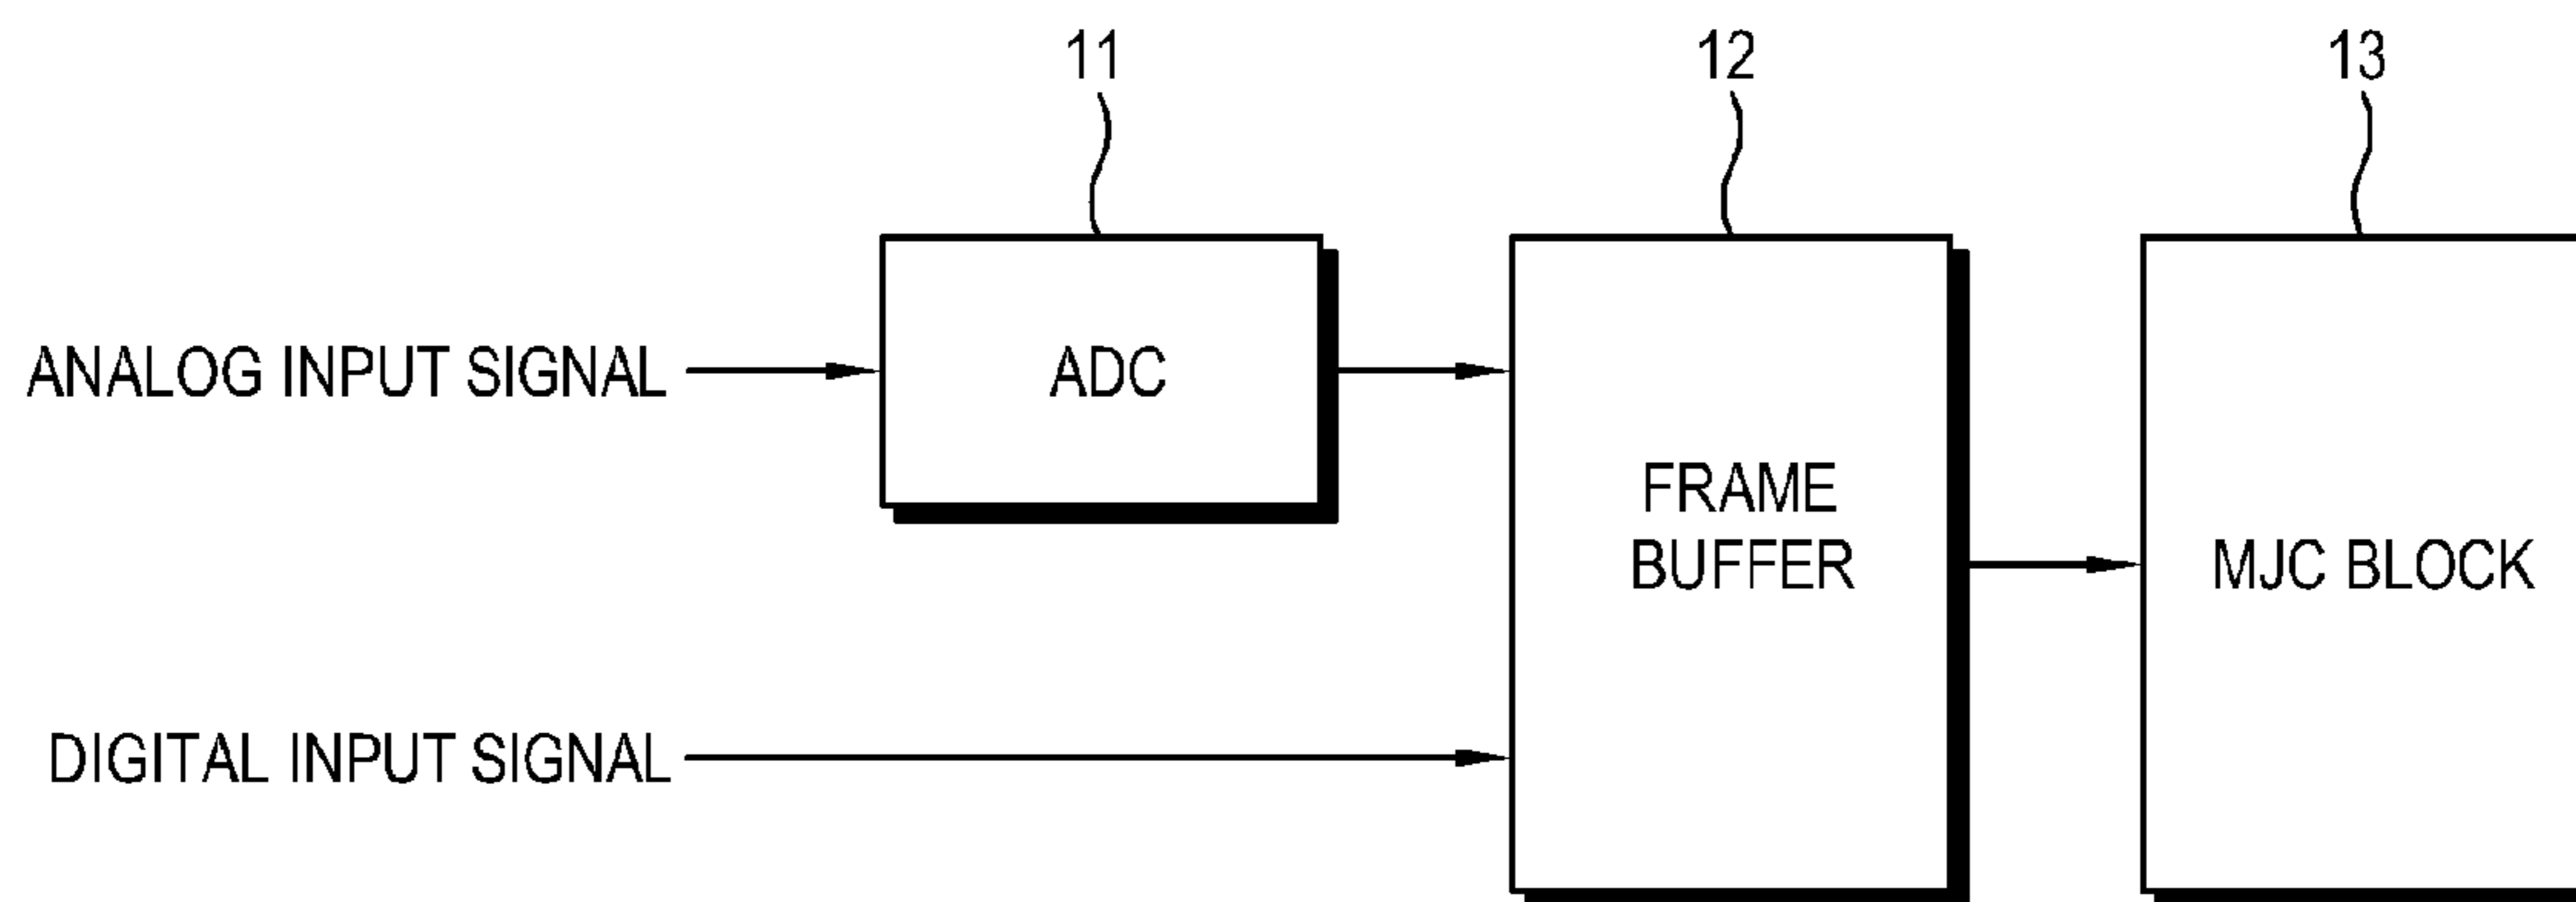 11
12
13
ANALOG INPUT SIGNAL
ADC
FRAME
BUFFER
MJC BLOCK
DIGITAL INPUT SIGNAL